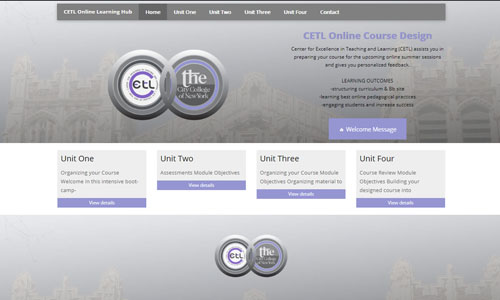 CETL Online Learning Hub Home Unit One Unit Two Unit Three Unit Four Contact
CETL Online Course Design
Center for Excellence in Teaching and Learning (CETL) assists you in
preparing your course for the upcoming online summer sessions
and gives you personalized feedback.
LEARNING OUTCOMES
-structuring curriculum & Bb site
-learning best online pedagogical practices
-engaging students and increase success
Welcome Message
CETL
the
City College
of New York
Unit One
Organizing your Course
Welcome in this intensive boot-
camp-
View details
Unit Two
Assessments Module Objectives
View details
Unit Three
Organizing your Course Module
Objectives Organizing material to
View details
Unit Four
Course Review Module
Objectives Building your
designed course into
View details
CETL
the
City College
of New York